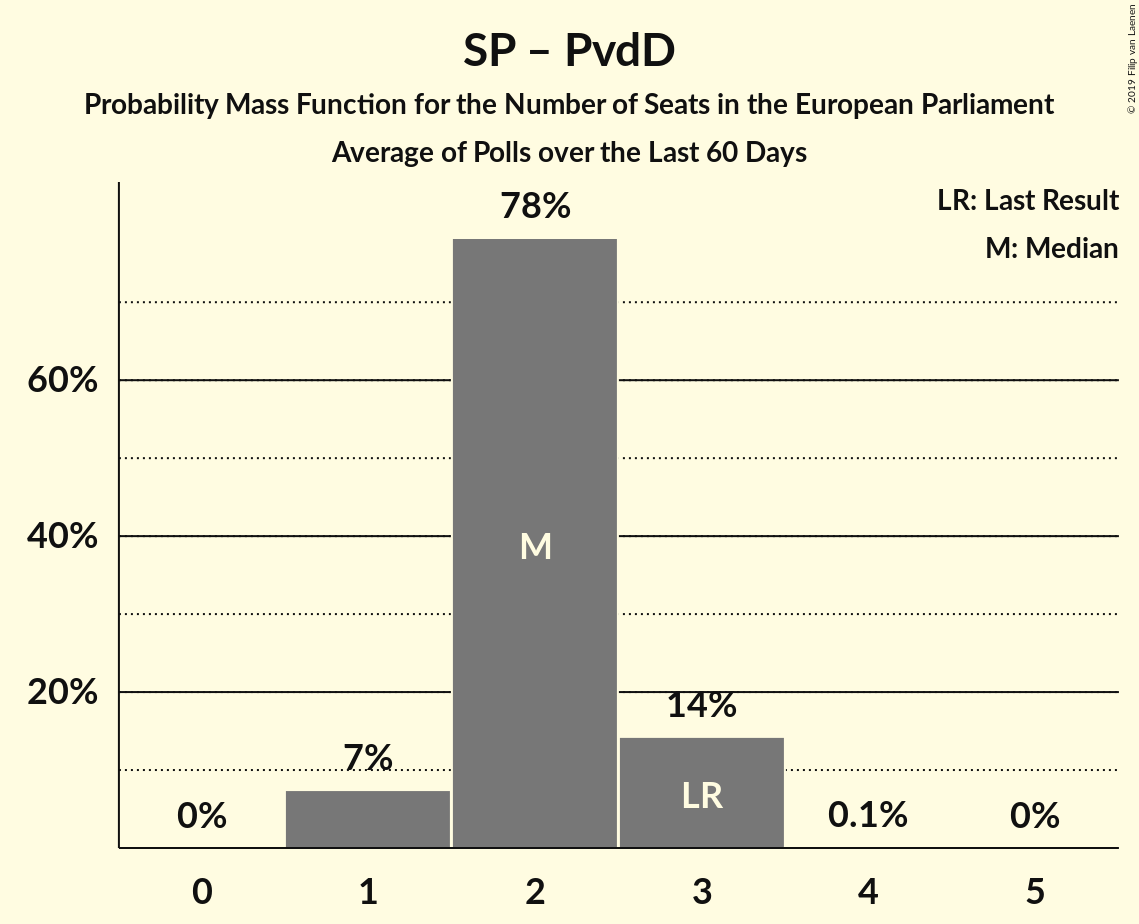 SP – PvdD
Probability Mass Function for the Number of Seats in the European Parliament
Average of Polls over the Last 60 Days
© 2019 Filip van Laenen
LR: Last Result
M: Median
78%
60%
40%
M
20%
14%
7%
LR
0%
0.1%
0%
0 1 2 3 4 5